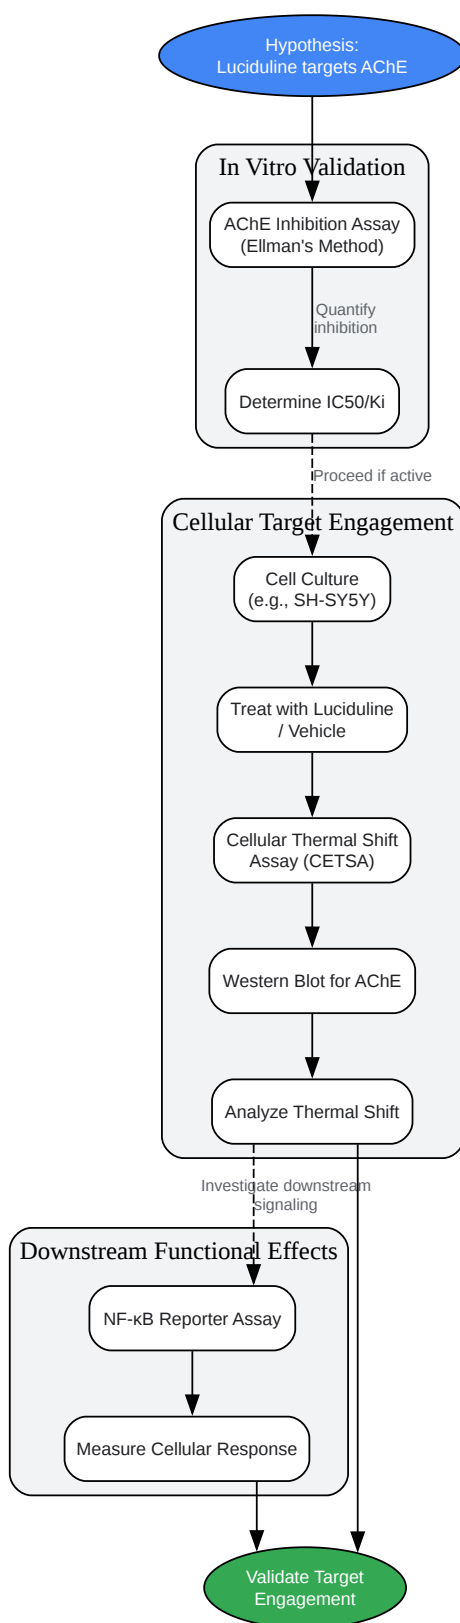 Hypothesis:
Luciduline targets AChE
In Vitro Validation
AChE Inhibition Assay
(Ellman's Method)
Quantify
inhibition
Determine IC50/Ki
Proceed if active
Cellular Target Engagement
Cell Culture
(e.g., SH-SY5Y)
Treat with Luciduline
/ Vehicle
Cellular Thermal Shift
Assay (CETSA)
Western Blot for AChE
Analyze Thermal Shift
Investigate downstream
signaling
Downstream Functional Effects
NF-κB Reporter Assay
Measure Cellular Response
Validate Target
Engagement